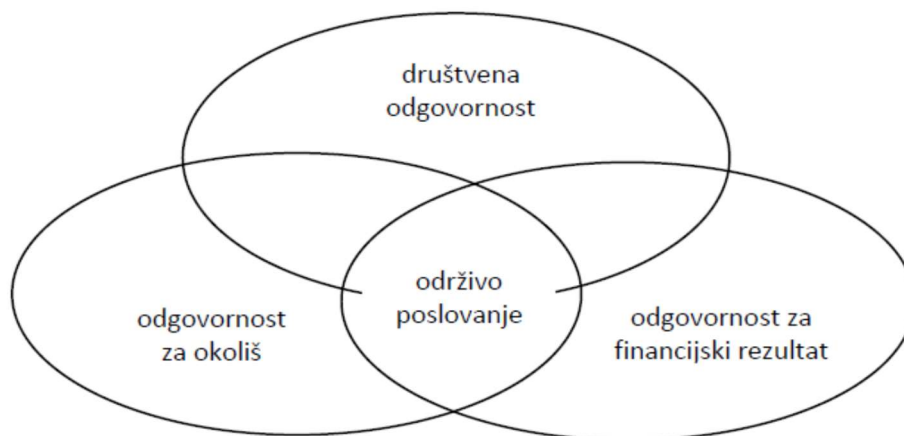 društvena
odgovornost
održivo
poslovanje
odgovornost
za okoliš
odgovornost za
financijski rezultat